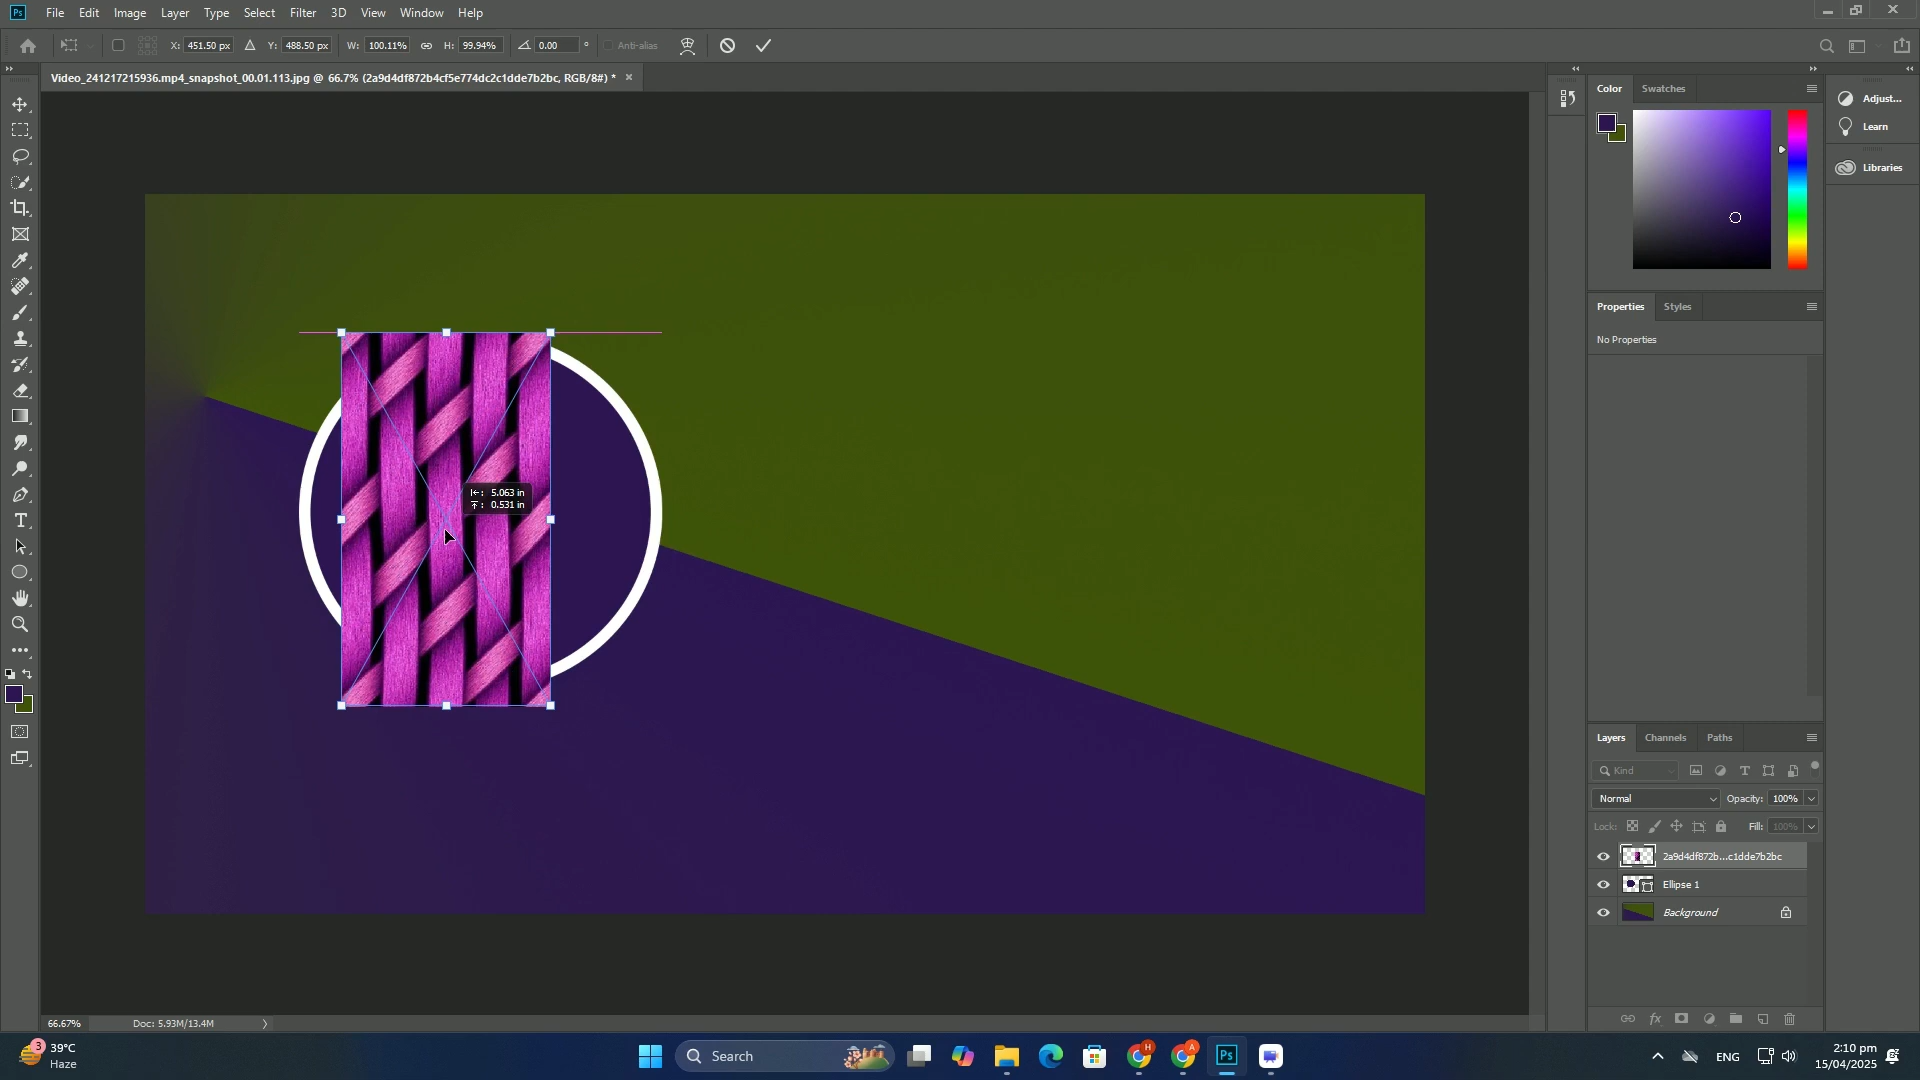 Ps File Edit Image Layer Type Select Filter 3D View Window Help
X: 451.50 px Y: 488.50 px W: 100.11% H: 99.94% 0.00 ° Anti-alias
Video_241217215936.mp4_snapshot_00.01.113.jpg @ 66.7% (2a9d4df872b4cf5e774dc2c1dde7b2bc, RGB/8#) *
Color Swatches
Adjust...
Learn
Libraries
Properties Styles
No Properties
5.063 in
0.531 in
Layers Channels Paths
Kind
Normal Opacity: 100%
Lock: Fill: 100%
2a9d4df872b...c1dde7b2bc
Ellipse 1
Background
66.67% Doc: 5.93M/13.4M
3
39°C
Haze
Search
H
A
Ps
ENG
2:10 pm
15/04/2025